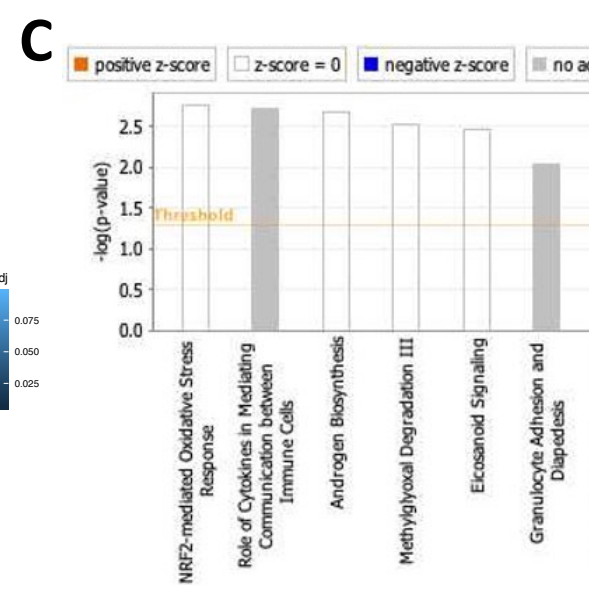 C
positive z-score
z-score = 0
negative z-score
no
-log(p-value)
2.5
2.0
1.5
1.0
0.5
0.0
Threshold
dj
0.075
0.050
0.025
NRF2-mediated Oxidative Stress
Response
Role of Cytokines in Mediating
Communication between
Immune Cells
Androgen Biosynthesis
Methylglyoxal Degradation III
Eicosanoid Signaling
Granulocyte Adhesion and
Diapedesis